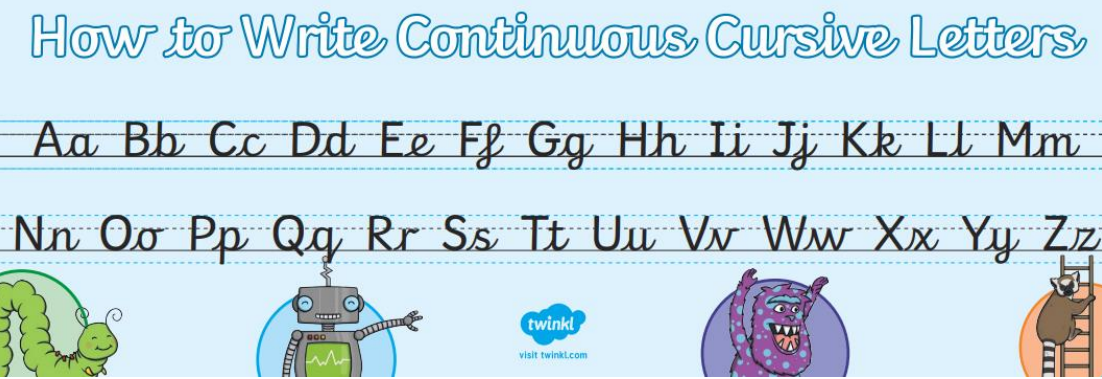 How to Write Continuous Cursive Letters
Aa Bb Cc Dd Ee Ff Gg Hh Ii Jj Kk Ll Mm
Nn Oo Pp Qq Rr Ss Tt Uu Vv Ww Xx Yy Zz
twinkl
visit twinkl.com